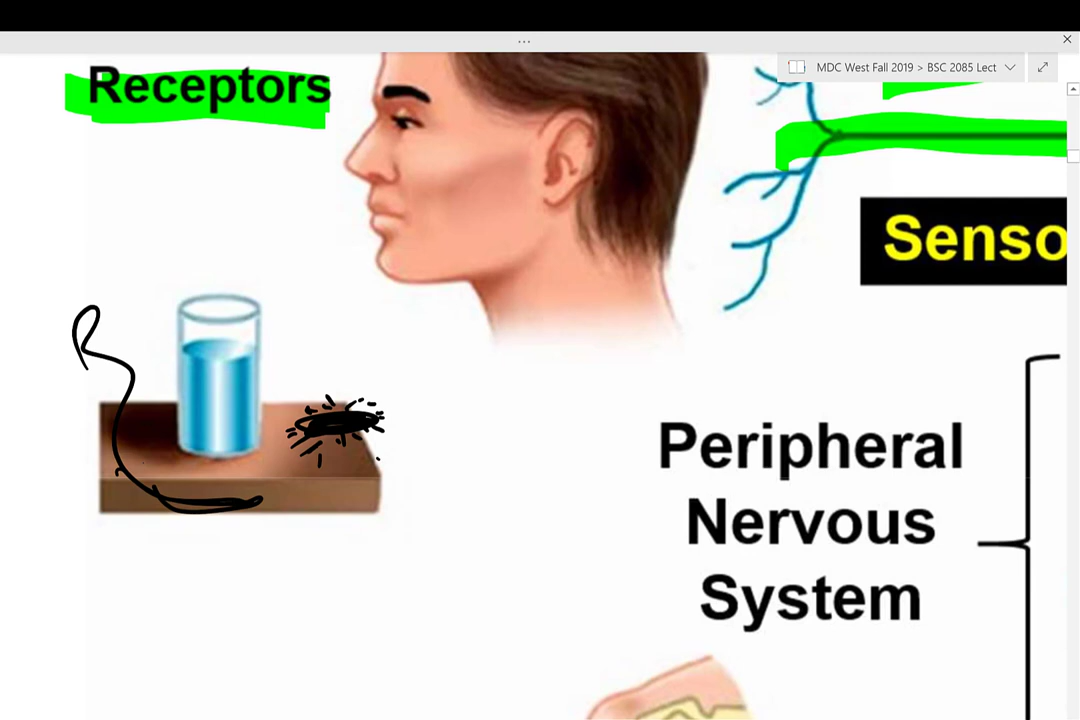 MDC West Fall 2019 > BSC 2085 Lect
Receptors
Senso
Peripheral
Nervous
System